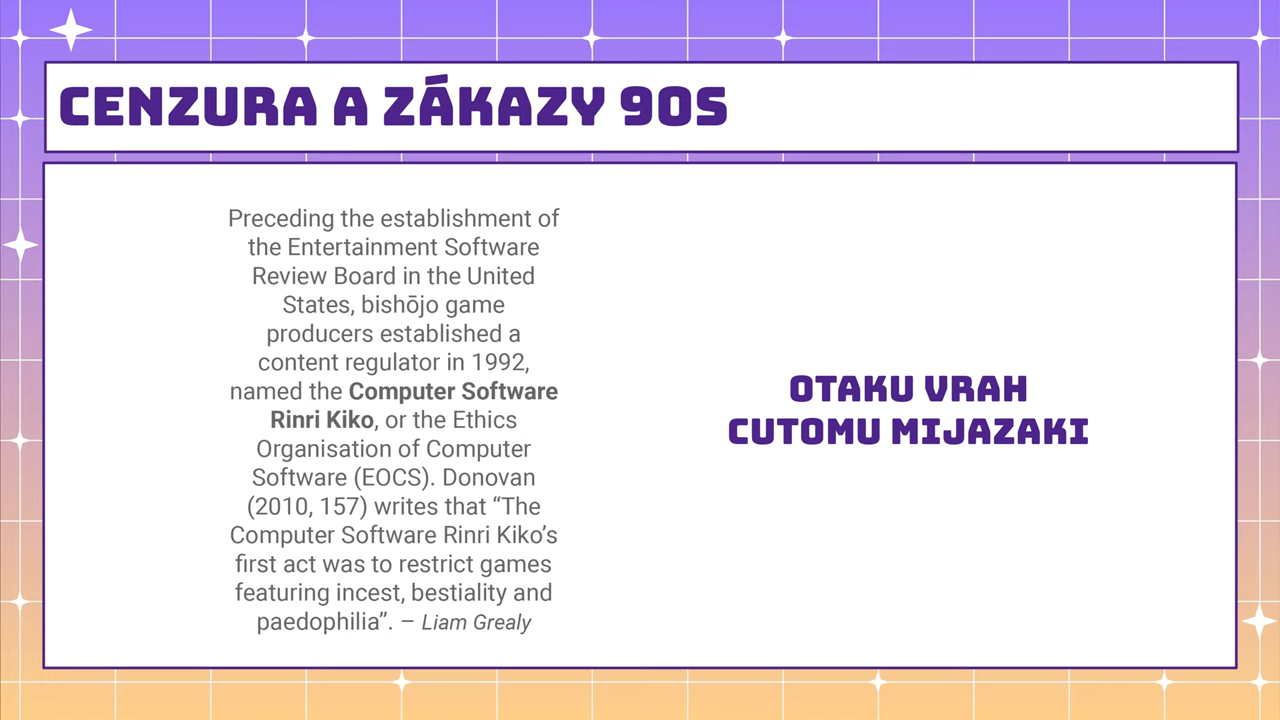 CENZURA A ZÁKAZY 90S
Preceding the establishment of
the Entertainment Software
Review Board in the United
States, bishōjo game
producers established a
content regulator in 1992,
named the Computer Software
Rinri Kiko, or the Ethics
Organisation of Computer
Software (EOCS). Donovan
(2010, 157) writes that “The
Computer Software Rinri Kiko’s
first act was to restrict games
featuring incest, bestiality and
paedophilia”. – Liam Grealy
OTAKU VRAH
CUTOMU MIJAZAKI